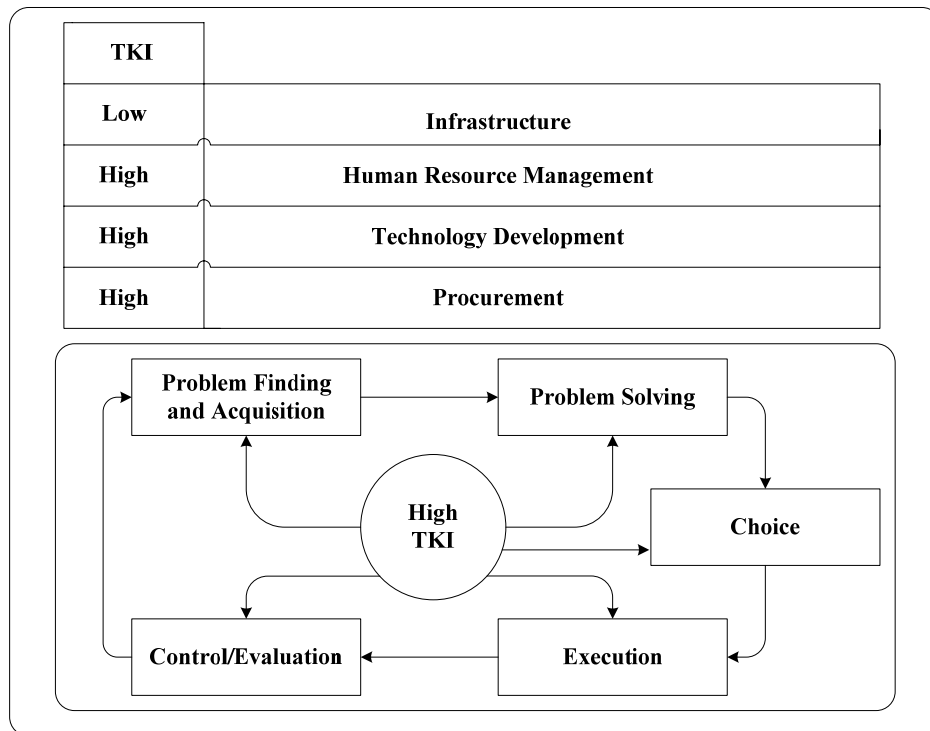 TKI
Low
Infrastructure
High
Human Resource Management
High
Technology Development
High
Procurement
Problem Finding
and Acquisition
Problem Solving
High
TKI
Choice
Control/Evaluation
Execution